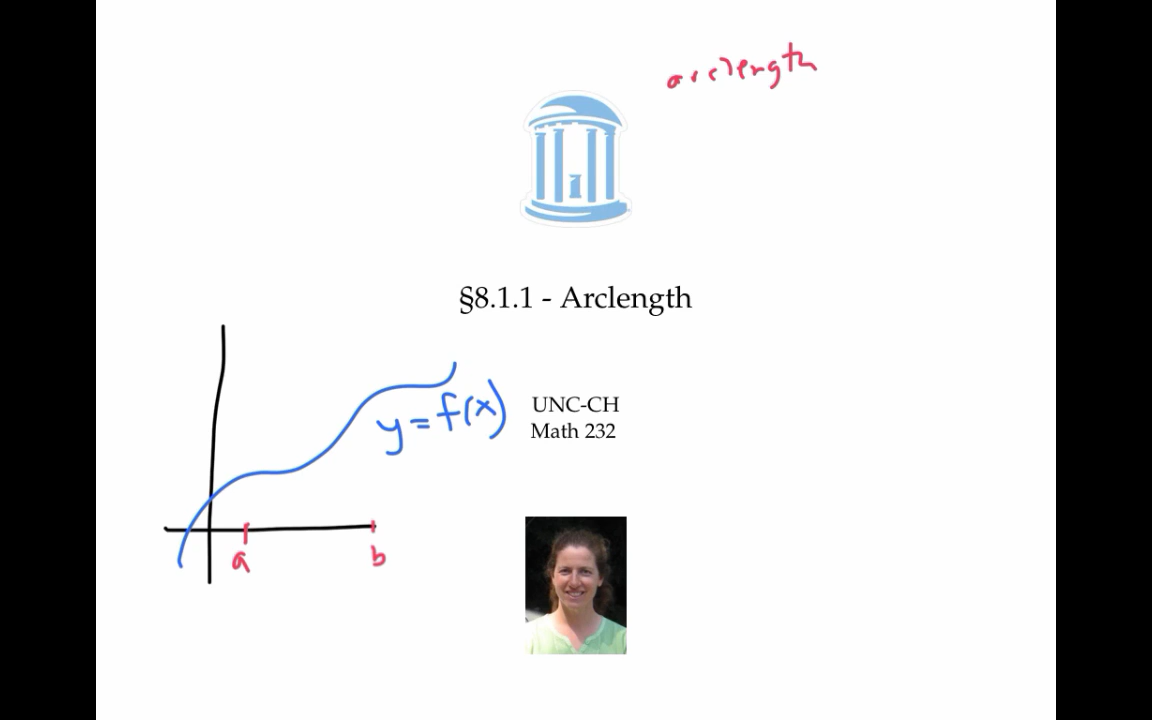 arclength
§8.1.1 - Arclength
y = f(x)
UNC-CH
Math 232
a
b